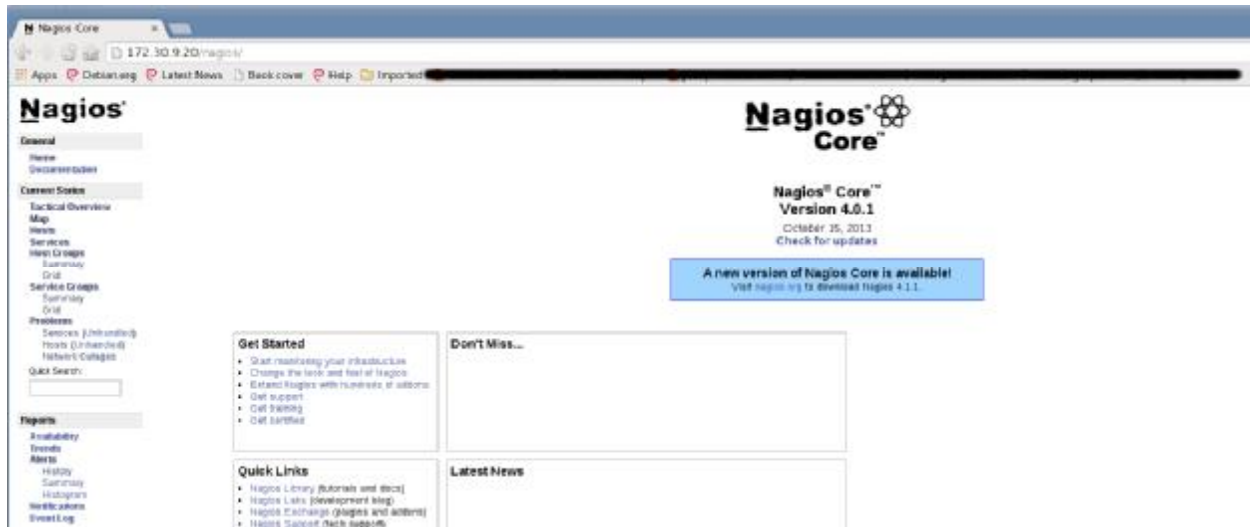 Nagios Core
172.30.9.20/nagios/
Apps Debian.org Latest News Back cover Help Imported
Nagios
General
Home
Documentation
Current Status
Tactical Overview
Map
Hosts
Services
Host Groups
Summary
Grid
Service Groups
Summary
Grid
Problems
Services (Unhandled)
Hosts (Unhandled)
Network Outages
Quick Search:
Reports
Availability
Trends
Alerts
History
Summary
Histogram
Notifications
Event Log
Nagios®
Core™
Nagios® Core™
Version 4.0.1
October 15, 2013
Check for updates
A new version of Nagios Core is available!
Visit nagios.org to download Nagios 4.1.1.
Get Started
Start monitoring your infrastructure
Change the look and feel of Nagios
Extend Nagios with hundreds of addons
Get support
Get training
Get certified
Don't Miss...
Quick Links
Nagios Library (tutorials and docs)
Nagios Labs (development blog)
Nagios Exchange (plugins and addons)
Nagios Support (tech support)
Latest News